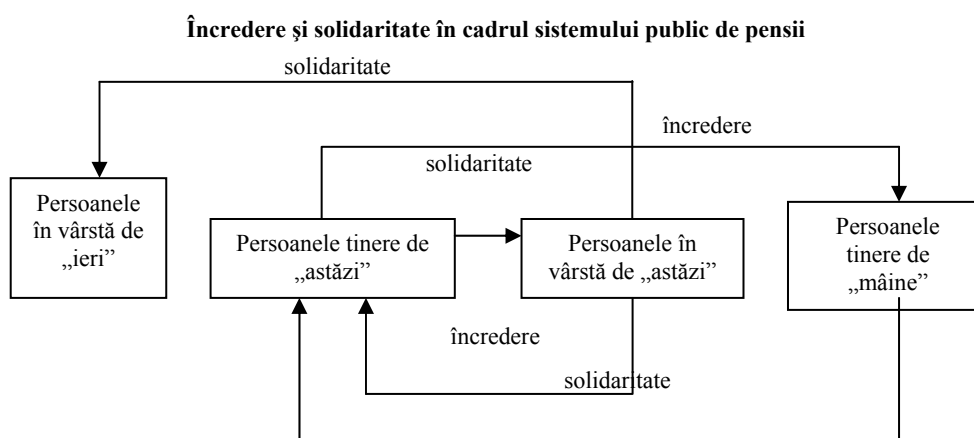 Încredere şi solidaritate în cadrul sistemului public de pensii
solidaritate
încredere
solidaritate
Persoanele
în vârstă de
„ieri”
Persoanele tinere de
„astăzi”
Persoanele în
vârstă de „astăzi”
Persoanele
tinere de
„mâine”
încredere
solidaritate